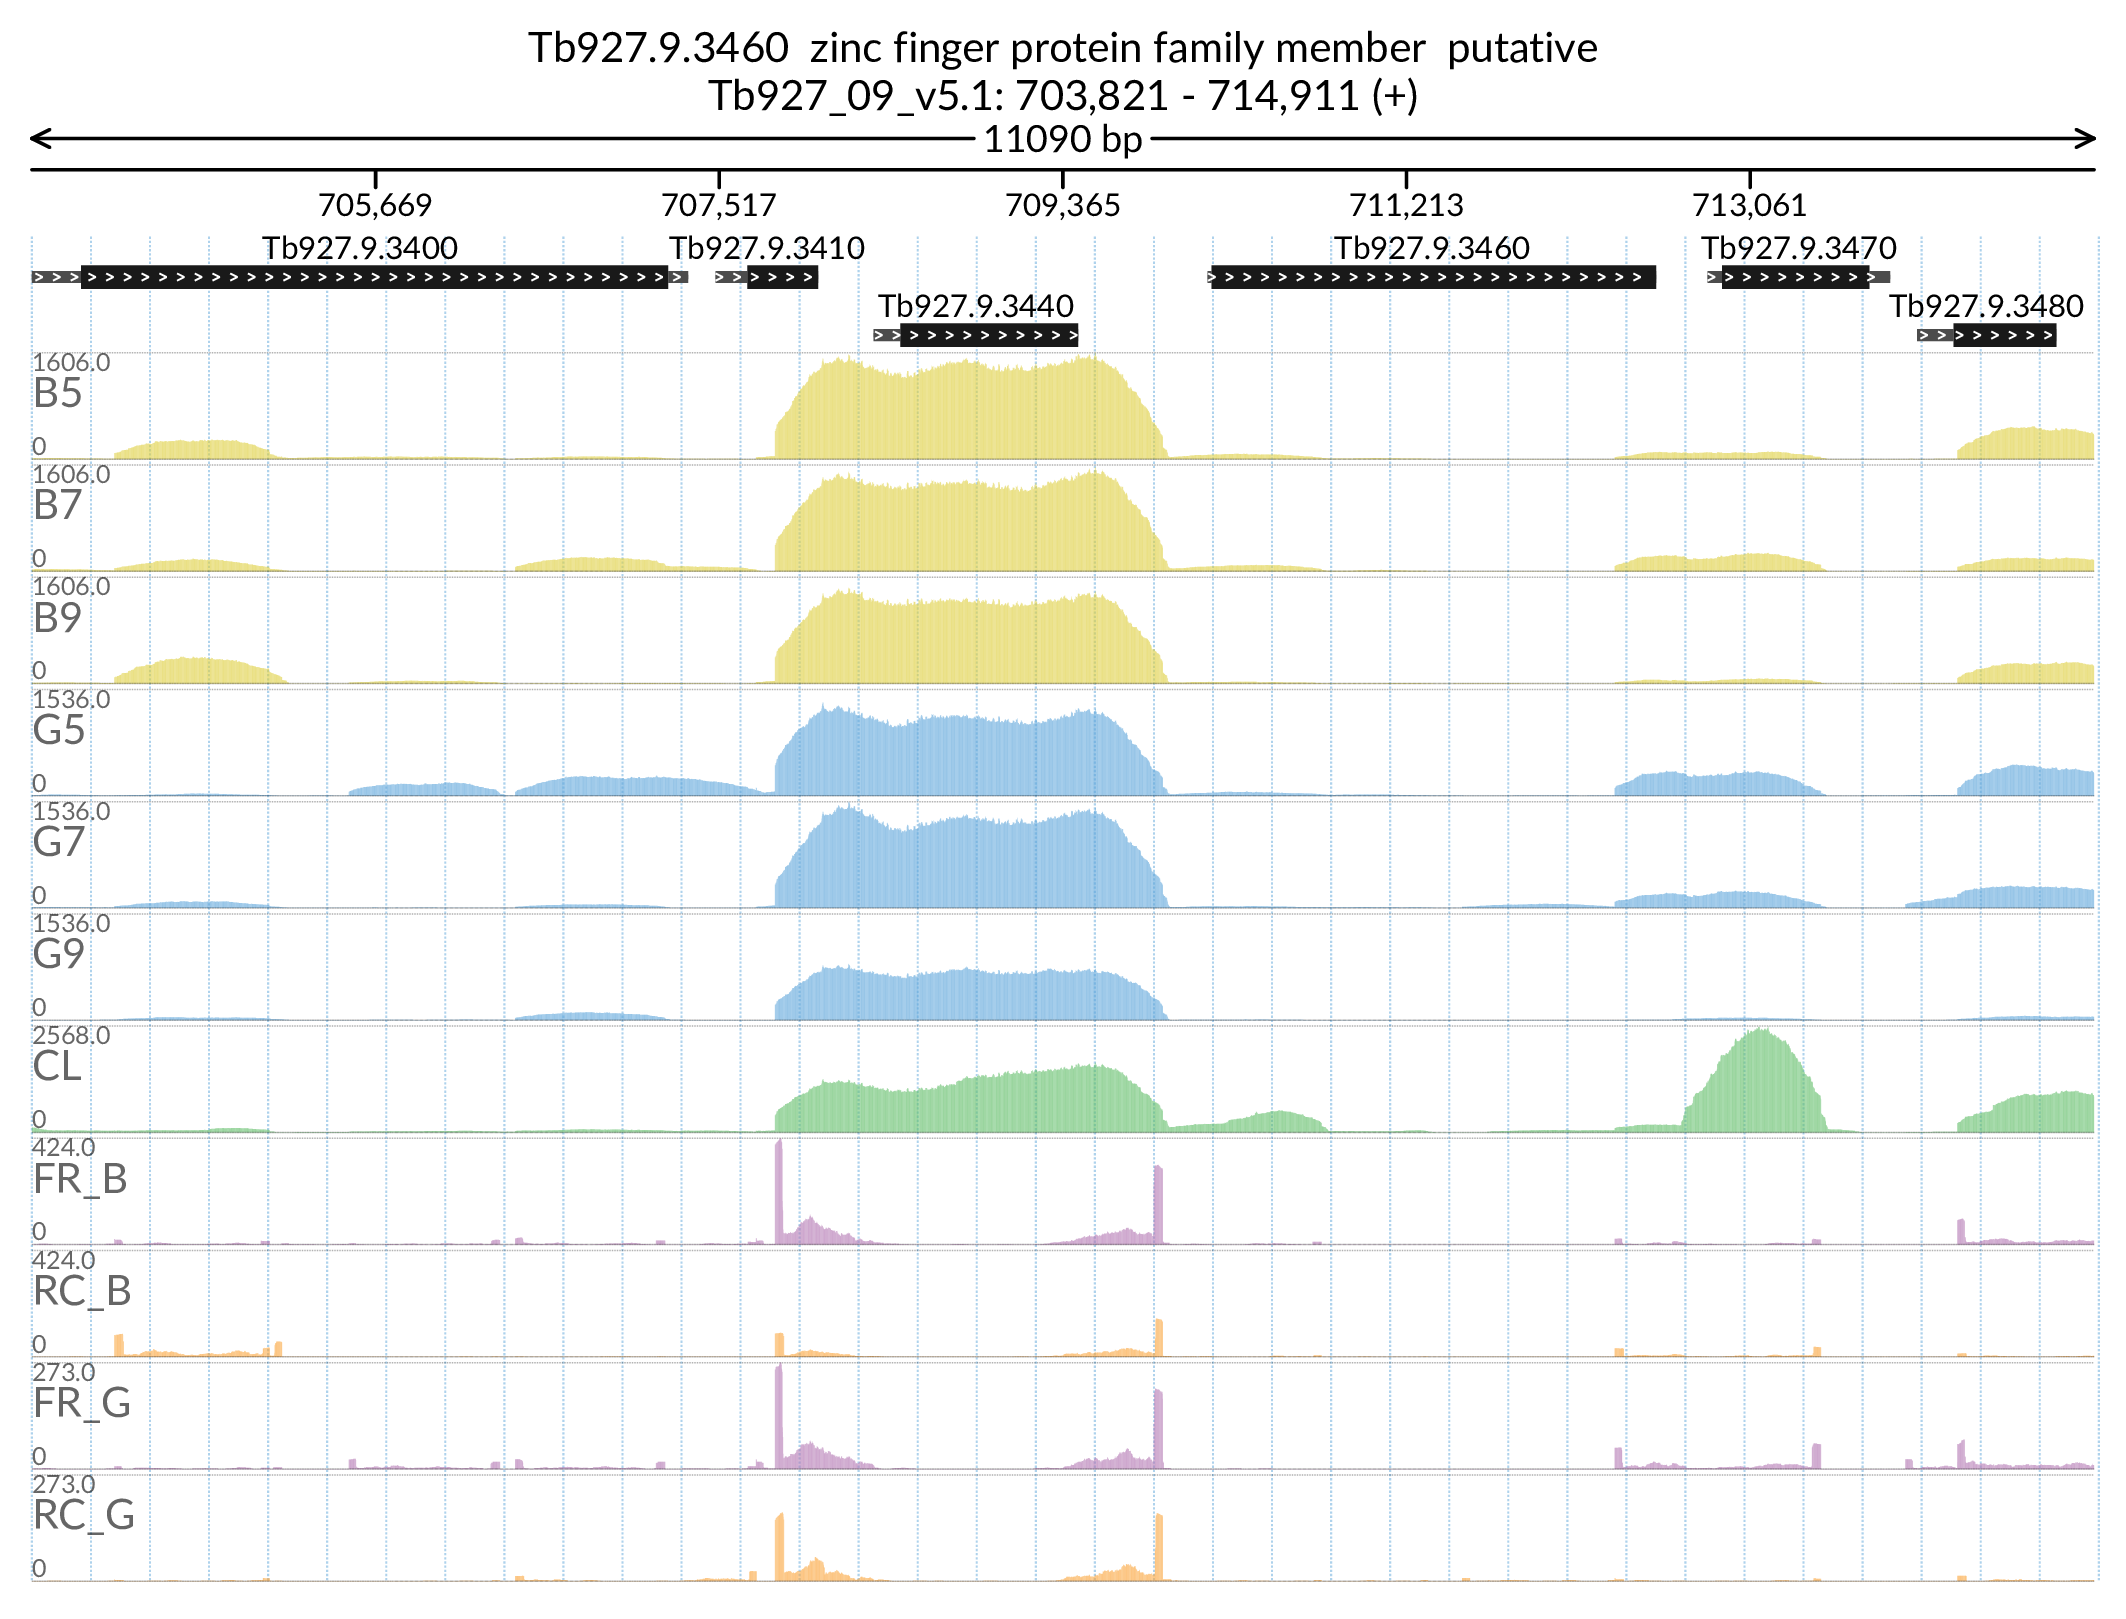 Tb927.9.3460  zinc finger protein family member  putative
Tb927_09_v5.1: 703,821 - 714,911 (+)
11090 bp
705,669 707,517 709,365 711,213 713,061
Tb927.9.3400 Tb927.9.3410 Tb927.9.3460 Tb927.9.3470
Tb927.9.3440 Tb927.9.3480
1606.0
B5
0
1606.0
B7
0
1606.0
B9
0
1536.0
G5
0
1536.0
G7
0
1536.0
G9
0
2568.0
CL
0
424.0
FR_B
0
424.0
RC_B
0
273.0
FR_G
0
273.0
RC_G
0